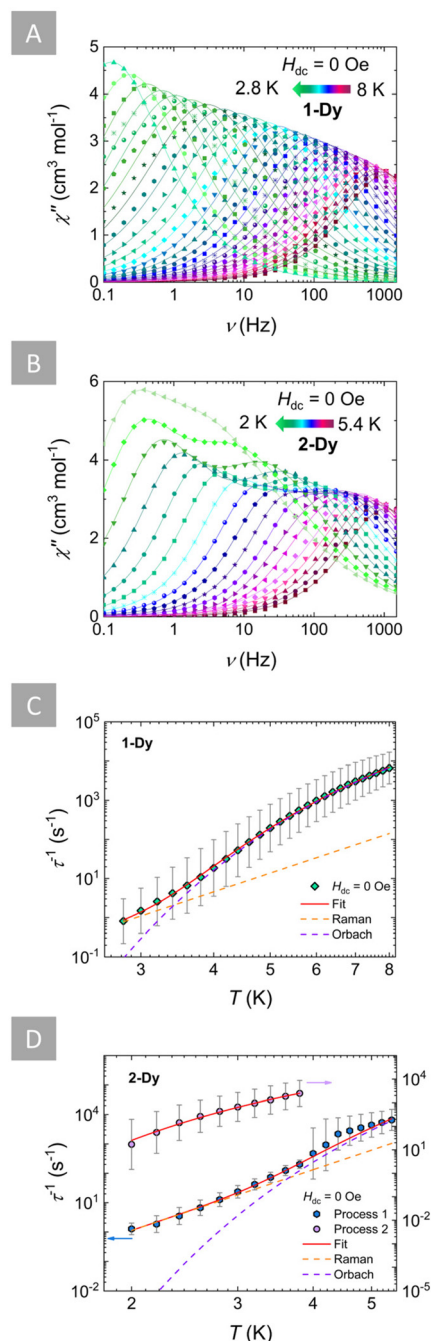 A
5
4
3
2
1
0
χ″ (cm³ mol⁻¹)
H_dc = 0 Oe
2.8 K 8 K
1-Dy
0.1 1 10 100 1000
ν (Hz)
B
6
4
2
0
χ″ (cm³ mol⁻¹)
H_dc = 0 Oe
2 K 5.4 K
2-Dy
0.1 1 10 100 1000
ν (Hz)
C
1-Dy
10⁵
10³
10¹
10⁻¹
τ⁻¹ (s⁻¹)
H_dc = 0 Oe
Fit
Raman
Orbach
3 4 5 6 7 8
T (K)
D
2-Dy
10⁴
10¹
10⁻²
τ⁻¹ (s⁻¹)
10⁴
10¹
10⁻²
10⁻⁵
H_dc = 0 Oe
Process 1
Process 2
Fit
Raman
Orbach
2 3 4 5
T (K)